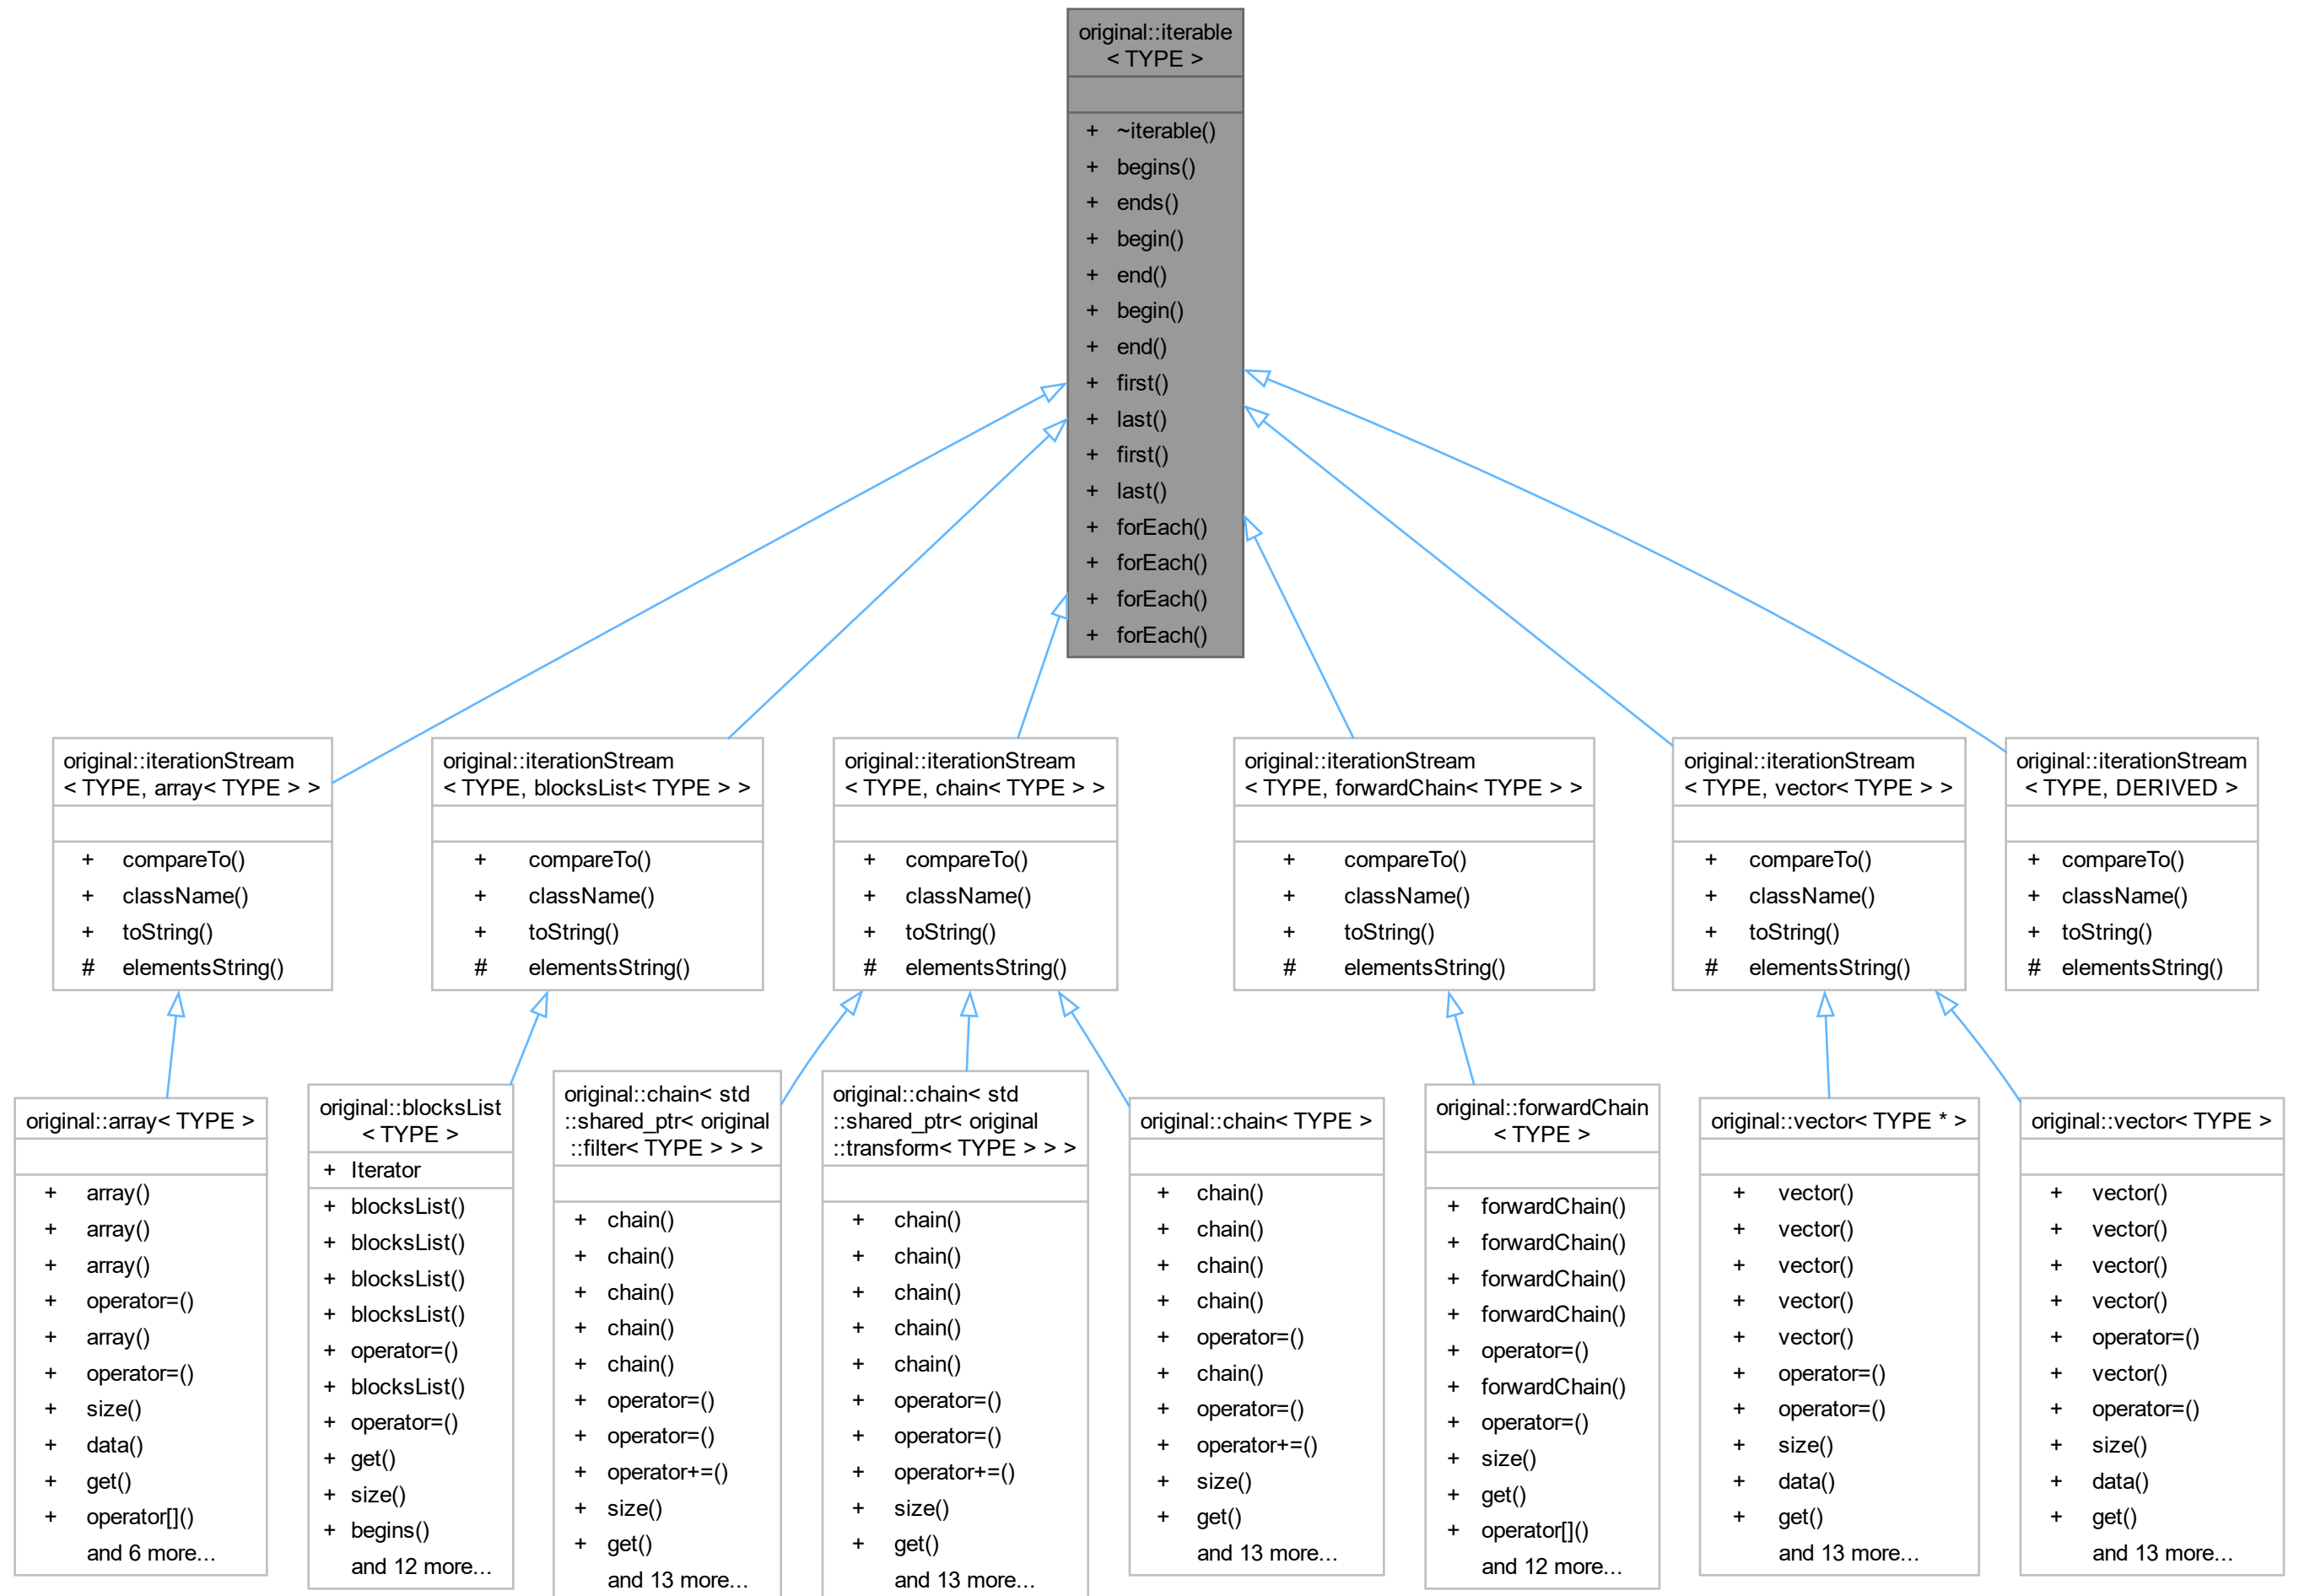 original::iterable
< TYPE >
+ ~iterable()
+ begins()
+ ends()
+ begin()
+ end()
+ begin()
+ end()
+ first()
+ last()
+ first()
+ last()
+ forEach()
+ forEach()
+ forEach()
+ forEach()
original::iterationStream
< TYPE, array< TYPE > >
+ compareTo()
+ className()
+ toString()
# elementsString()
original::iterationStream
< TYPE, blocksList< TYPE > >
+ compareTo()
+ className()
+ toString()
# elementsString()
original::iterationStream
< TYPE, chain< TYPE > >
+ compareTo()
+ className()
+ toString()
# elementsString()
original::iterationStream
< TYPE, forwardChain< TYPE > >
+ compareTo()
+ className()
+ toString()
# elementsString()
original::iterationStream
< TYPE, vector< TYPE > >
+ compareTo()
+ className()
+ toString()
# elementsString()
original::iterationStream
< TYPE, DERIVED >
+ compareTo()
+ className()
+ toString()
# elementsString()
original::array< TYPE >
+ array()
+ array()
+ array()
+ operator=()
+ array()
+ operator=()
+ size()
+ data()
+ get()
+ operator[]()
and 6 more...
original::blocksList
< TYPE >
+ Iterator
+ blocksList()
+ blocksList()
+ blocksList()
+ blocksList()
+ operator=()
+ blocksList()
+ operator=()
+ get()
+ size()
+ begins()
and 12 more...
original::chain< std
::shared_ptr< original
::filter< TYPE > > >
+ chain()
+ chain()
+ chain()
+ chain()
+ chain()
+ operator=()
+ operator=()
+ operator+=()
+ size()
+ get()
and 13 more...
original::chain< std
::shared_ptr< original
::transform< TYPE > > >
+ chain()
+ chain()
+ chain()
+ chain()
+ chain()
+ operator=()
+ operator=()
+ operator+=()
+ size()
+ get()
and 13 more...
original::chain< TYPE >
+ chain()
+ chain()
+ chain()
+ chain()
+ operator=()
+ chain()
+ operator=()
+ operator+=()
+ size()
+ get()
and 13 more...
original::forwardChain
< TYPE >
+ forwardChain()
+ forwardChain()
+ forwardChain()
+ forwardChain()
+ operator=()
+ forwardChain()
+ operator=()
+ size()
+ get()
+ operator[]()
and 12 more...
original::vector< TYPE * >
+ vector()
+ vector()
+ vector()
+ vector()
+ vector()
+ operator=()
+ operator=()
+ size()
+ data()
+ get()
and 13 more...
original::vector< TYPE >
+ vector()
+ vector()
+ vector()
+ vector()
+ operator=()
+ vector()
+ operator=()
+ size()
+ data()
+ get()
and 13 more...